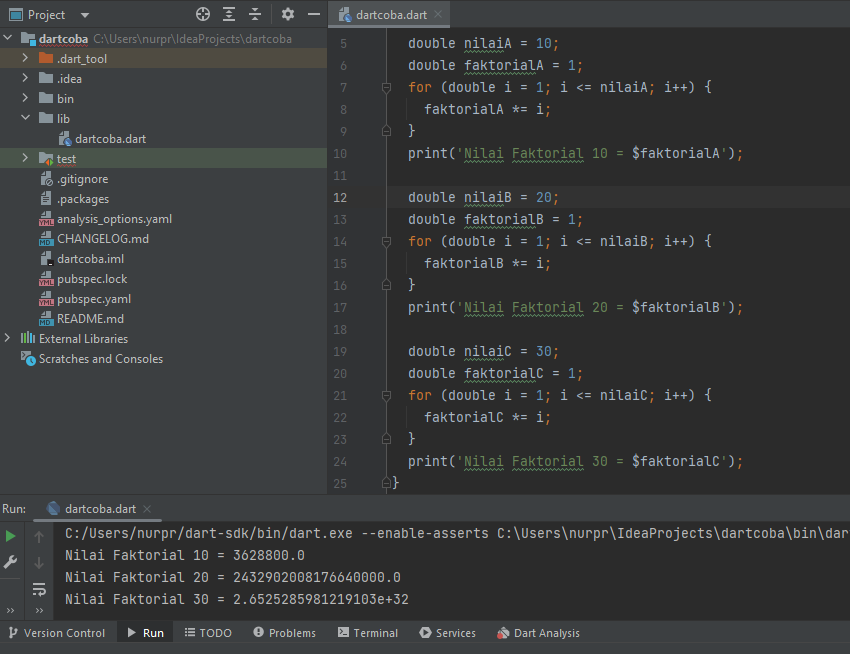 Project
dartcoba C:\Users\nurpr\IdeaProjects\dartcoba
.dart_tool
.idea
bin
lib
dartcoba.dart
test
.gitignore
.packages
analysis_options.yaml
CHANGELOG.md
dartcoba.iml
pubspec.lock
pubspec.yaml
README.md
External Libraries
Scratches and Consoles
dartcoba.dart
5 double nilaiA = 10;
6 double faktorialA = 1;
7 for (double i = 1; i <= nilaiA; i++) {
8 faktorialA *= i;
9 }
10 print('Nilai Faktorial 10 = $faktorialA');
11
12 double nilaiB = 20;
13 double faktorialB = 1;
14 for (double i = 1; i <= nilaiB; i++) {
15 faktorialB *= i;
16 }
17 print('Nilai Faktorial 20 = $faktorialB');
18
19 double nilaiC = 30;
20 double faktorialC = 1;
21 for (double i = 1; i <= nilaiC; i++) {
22 faktorialC *= i;
23 }
24 print('Nilai Faktorial 30 = $faktorialC');
25 }
Run: dartcoba.dart
C:/Users/nurpr/dart-sdk/bin/dart.exe --enable-asserts C:\Users\nurpr\IdeaProjects\dartcoba\bin\dar
Nilai Faktorial 10 = 3628800.0
Nilai Faktorial 20 = 2432902008176640000.0
Nilai Faktorial 30 = 2.6525285981219103e+32
Version Control Run TODO Problems Terminal Services Dart Analysis